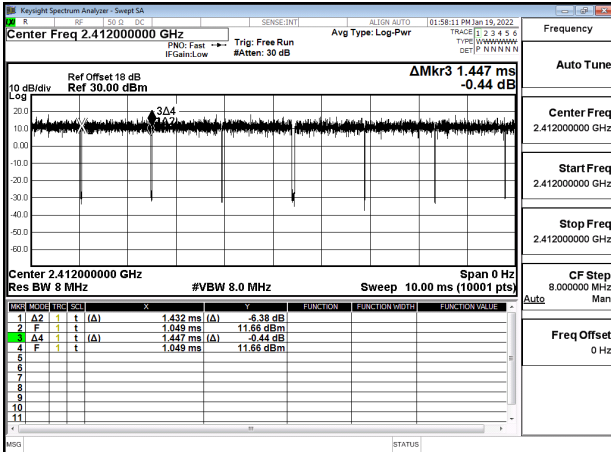 Keysight Spectrum Analyzer - Swept SA
R RF 50 Ω DC SENSE:INT ALIGN AUTO 01:58:11 PM Jan 19, 2022
Center Freq 2.412000000 GHz
PNO: Fast
IFGain:Low
Trig: Free Run
#Atten: 30 dB
Avg Type: Log-Pwr
TRACE 1 2 3 4 5 6
TYPE WWWWWW
DET P N N N N N
Ref Offset 18 dB
Ref 30.00 dBm
10 dB/div
Log
ΔMkr3 1.447 ms
-0.44 dB
20.0
10.0
0.00
-10.0
-20.0
-30.0
-40.0
-50.0
-60.0
3Δ4
1Δ2
Center 2.412000000 GHz Span 0 Hz
Res BW 8 MHz #VBW 8.0 MHz Sweep 10.00 ms (10001 pts)
MKR MODE TRC SCL X Y FUNCTION FUNCTION WIDTH FUNCTION VALUE
1 Δ2 1 t (Δ) 1.432 ms (Δ) -6.38 dB
2 F 1 t 1.049 ms 11.66 dBm
3 Δ4 1 t (Δ) 1.447 ms (Δ) -0.44 dB
4 F 1 t 1.049 ms 11.66 dBm
5
6
7
8
9
10
11
MSG STATUS
Frequency
Auto Tune
Center Freq
2.412000000 GHz
Start Freq
2.412000000 GHz
Stop Freq
2.412000000 GHz
CF Step
8.000000 MHz
Auto Man
Freq Offset
0 Hz